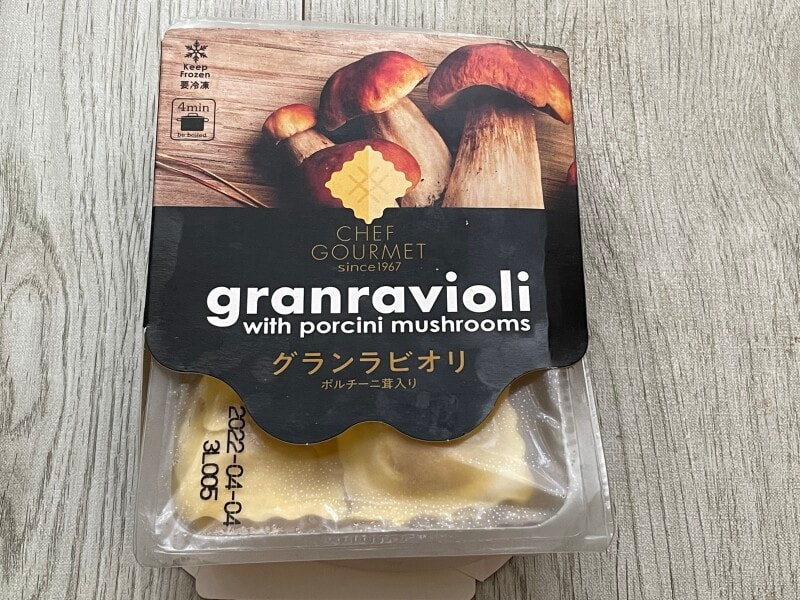 Keep
Frozen
要冷凍
4min
be boiled
CHEF
GOURMET
since1967
granravioli
with porcini mushrooms
グランラビオリ
ポルチーニ茸入り
2022-04-04
3L005